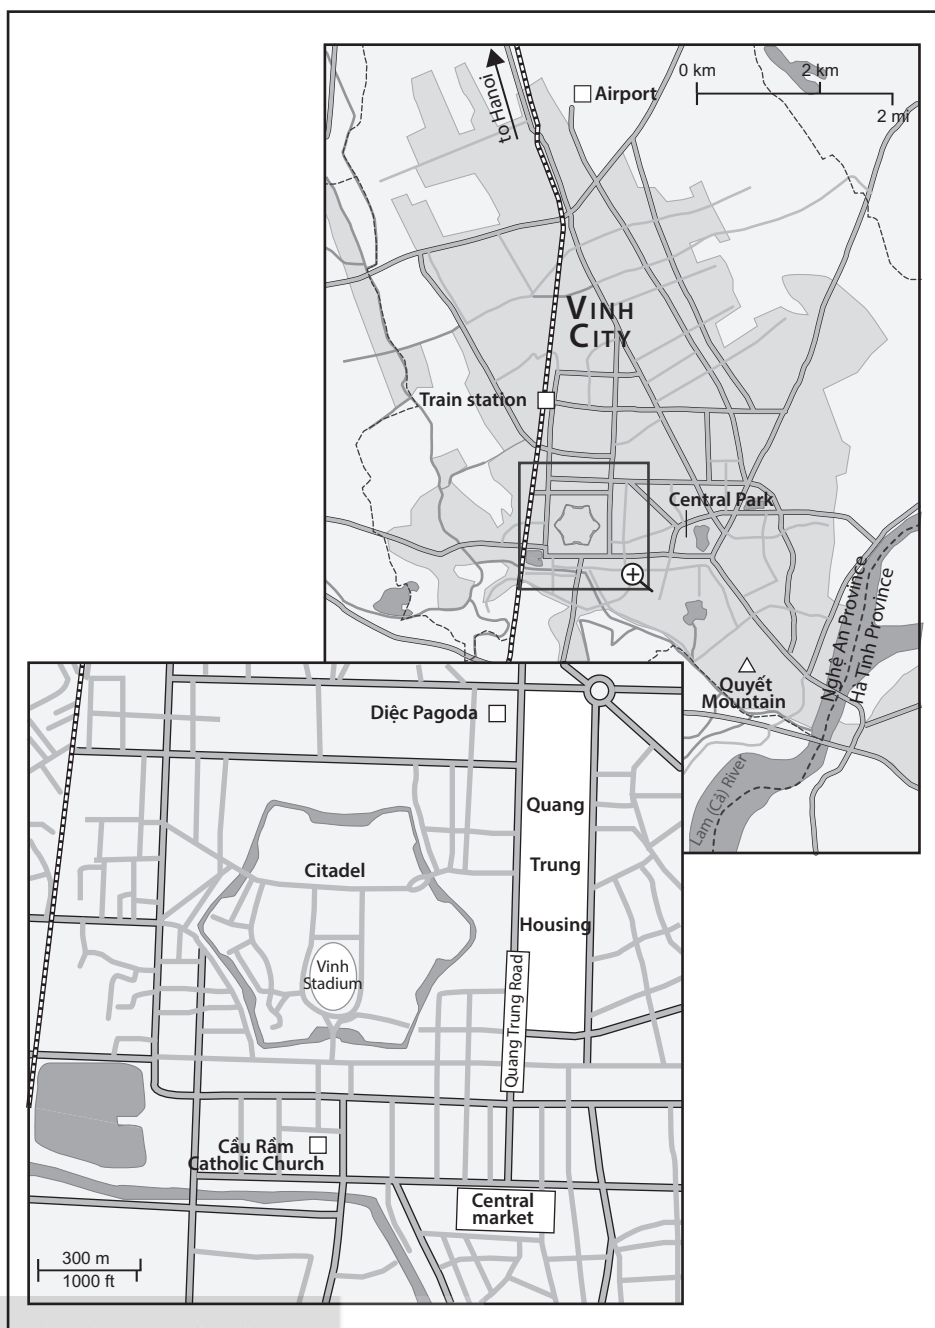 to Hanoi
Airport
0 km
2 km
2 mi
VINH
CITY
Train station
Central Park
Nghệ An Province
Hà Tĩnh Province
Quyết
Mountain
Lam (Cả) River
Diệc Pagoda
Quang
Trung
Housing
Citadel
Vinh
Stadium
Quang Trung Road
Cầu Rầm
Catholic Church
Central
market
300 m
1000 ft